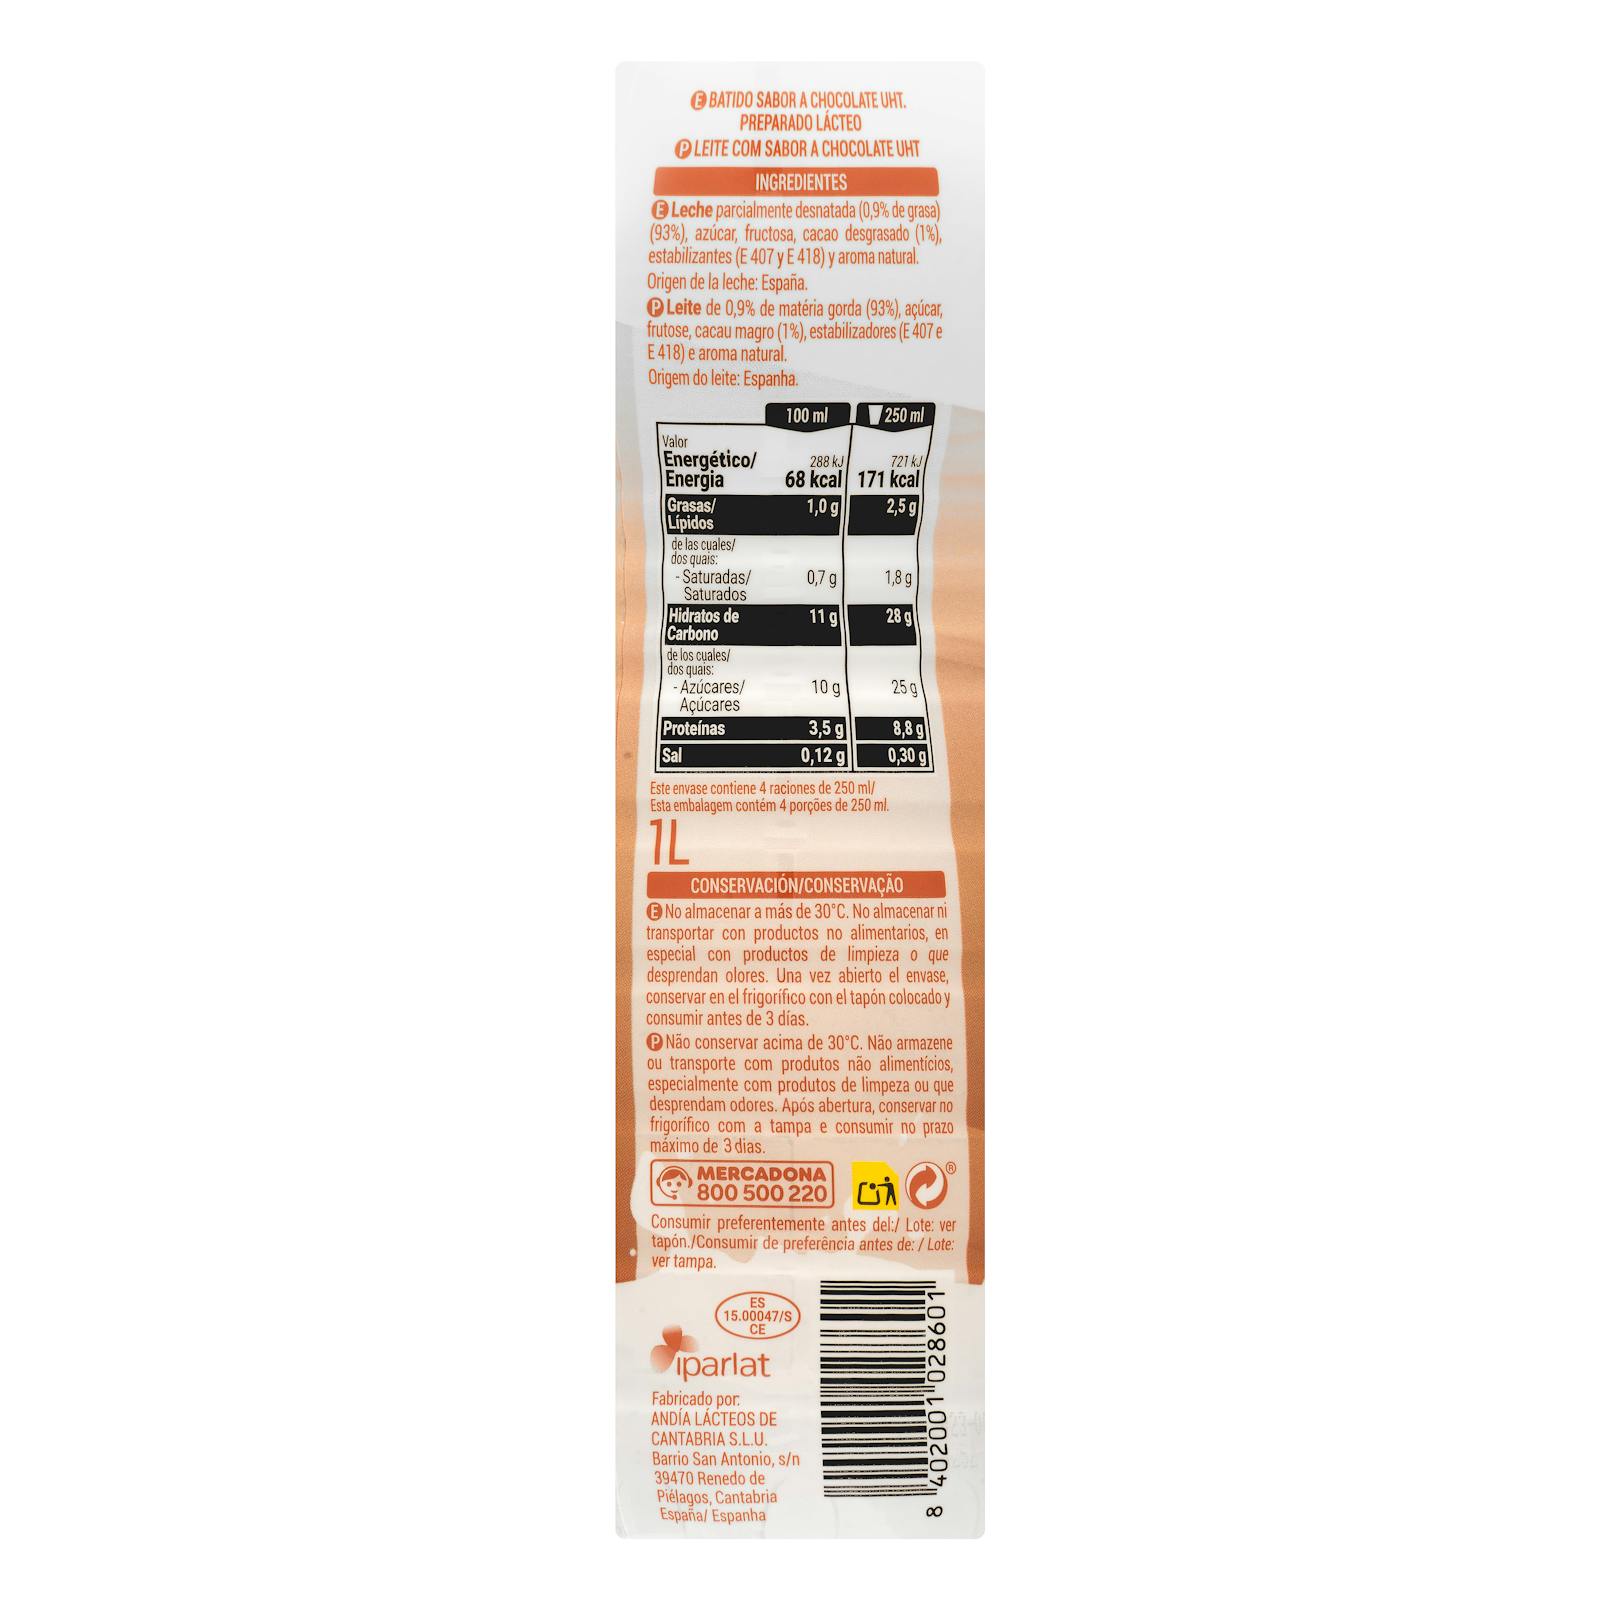 E BATIDO SABOR A CHOCOLATE UHT.
PREPARADO LÁCTEO
P LEITE COM SABOR A CHOCOLATE UHT
INGREDIENTES
E Leche parcialmente desnatada (0,9% de grasa)
(93%), azúcar, fructosa, cacao desgrasado (1%),
estabilizantes (E 407 y E 418) y aroma natural.
Origen de la leche: España.
P Leite de 0,9% de matéria gorda (93%), açúcar,
frutose, cacau magro (1%), estabilizadores (E 407 e
E 418) e aroma natural.
Origem do leite: Espanha.
100 ml 250 ml
Valor
Energético/ 288 kJ 721 kJ
Energia 68 kcal 171 kcal
Grasas/ 1,0 g 2,5 g
Lípidos
de las cuales/
dos quais:
- Saturadas/ 0,7 g 1,8 g
Saturados
Hidratos de 11 g 28 g
Carbono
de los cuales/
dos quais:
- Azúcares/ 10 g 25 g
Açúcares
Proteínas 3,5 g 8,8 g
Sal 0,12 g 0,30 g
Este envase contiene 4 raciones de 250 ml/
Esta embalagem contém 4 porções de 250 ml.
1L
CONSERVACIÓN/CONSERVAÇÃO
E No almacenar a más de 30°C. No almacenar ni
transportar con productos no alimentarios, en
especial con productos de limpieza o que
desprendan olores. Una vez abierto el envase,
conservar en el frigorífico con el tapón colocado y
consumir antes de 3 días.
P Não conservar acima de 30°C. Não armazene
ou transporte com produtos não alimentícios,
especialmente com produtos de limpeza ou que
desprendam odores. Após abertura, conservar no
frigorífico com a tampa e consumir no prazo
máximo de 3 dias.
MERCADONA
800 500 220
®
Consumir preferentemente antes del:/ Lote: ver
tapón./Consumir de preferência antes de: / Lote:
ver tampa.
ES
15.00047/S
CE
iparlat
Fabricado por:
ANDÍA LÁCTEOS DE
CANTABRIA S.L.U.
Barrio San Antonio, s/n
39470 Renedo de
Piélagos, Cantabria
España/ Espanha
8 402001 028601